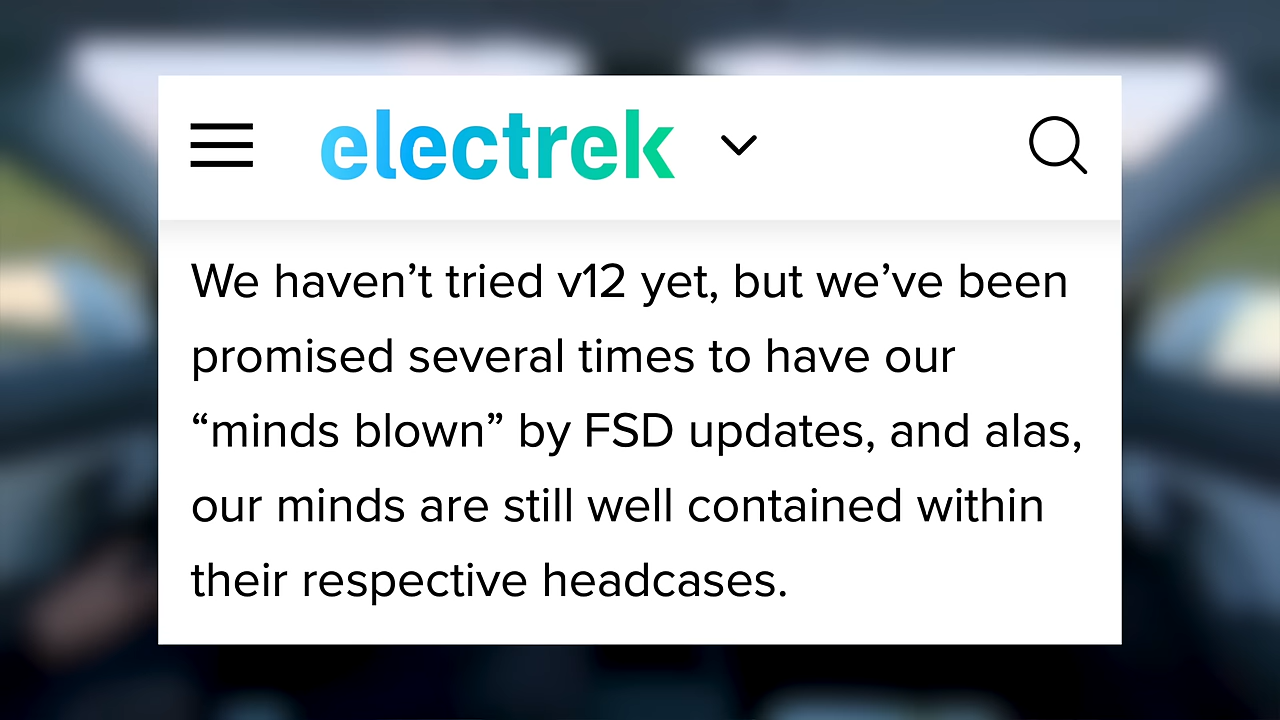 electrek
We haven’t tried v12 yet, but we’ve been
promised several times to have our
“minds blown” by FSD updates, and alas,
our minds are still well contained within
their respective headcases.